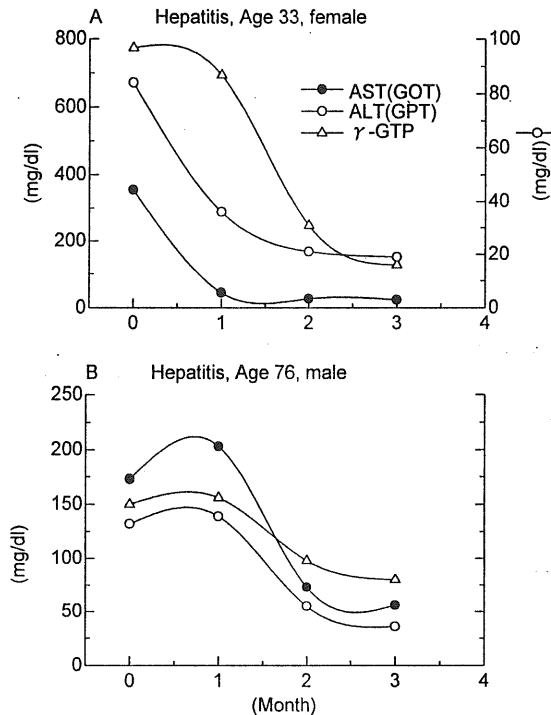 A Hepatitis, Age 33, female
800
600
400
200
0
(mg/dl)
100
80
60
40
20
0
(mg/dl)
AST(GOT)
ALT(GPT)
γ-GTP
0 1 2 3 4
B Hepatitis, Age 76, male
250
200
150
100
50
0
(mg/dl)
0 1 2 3 4
(Month)